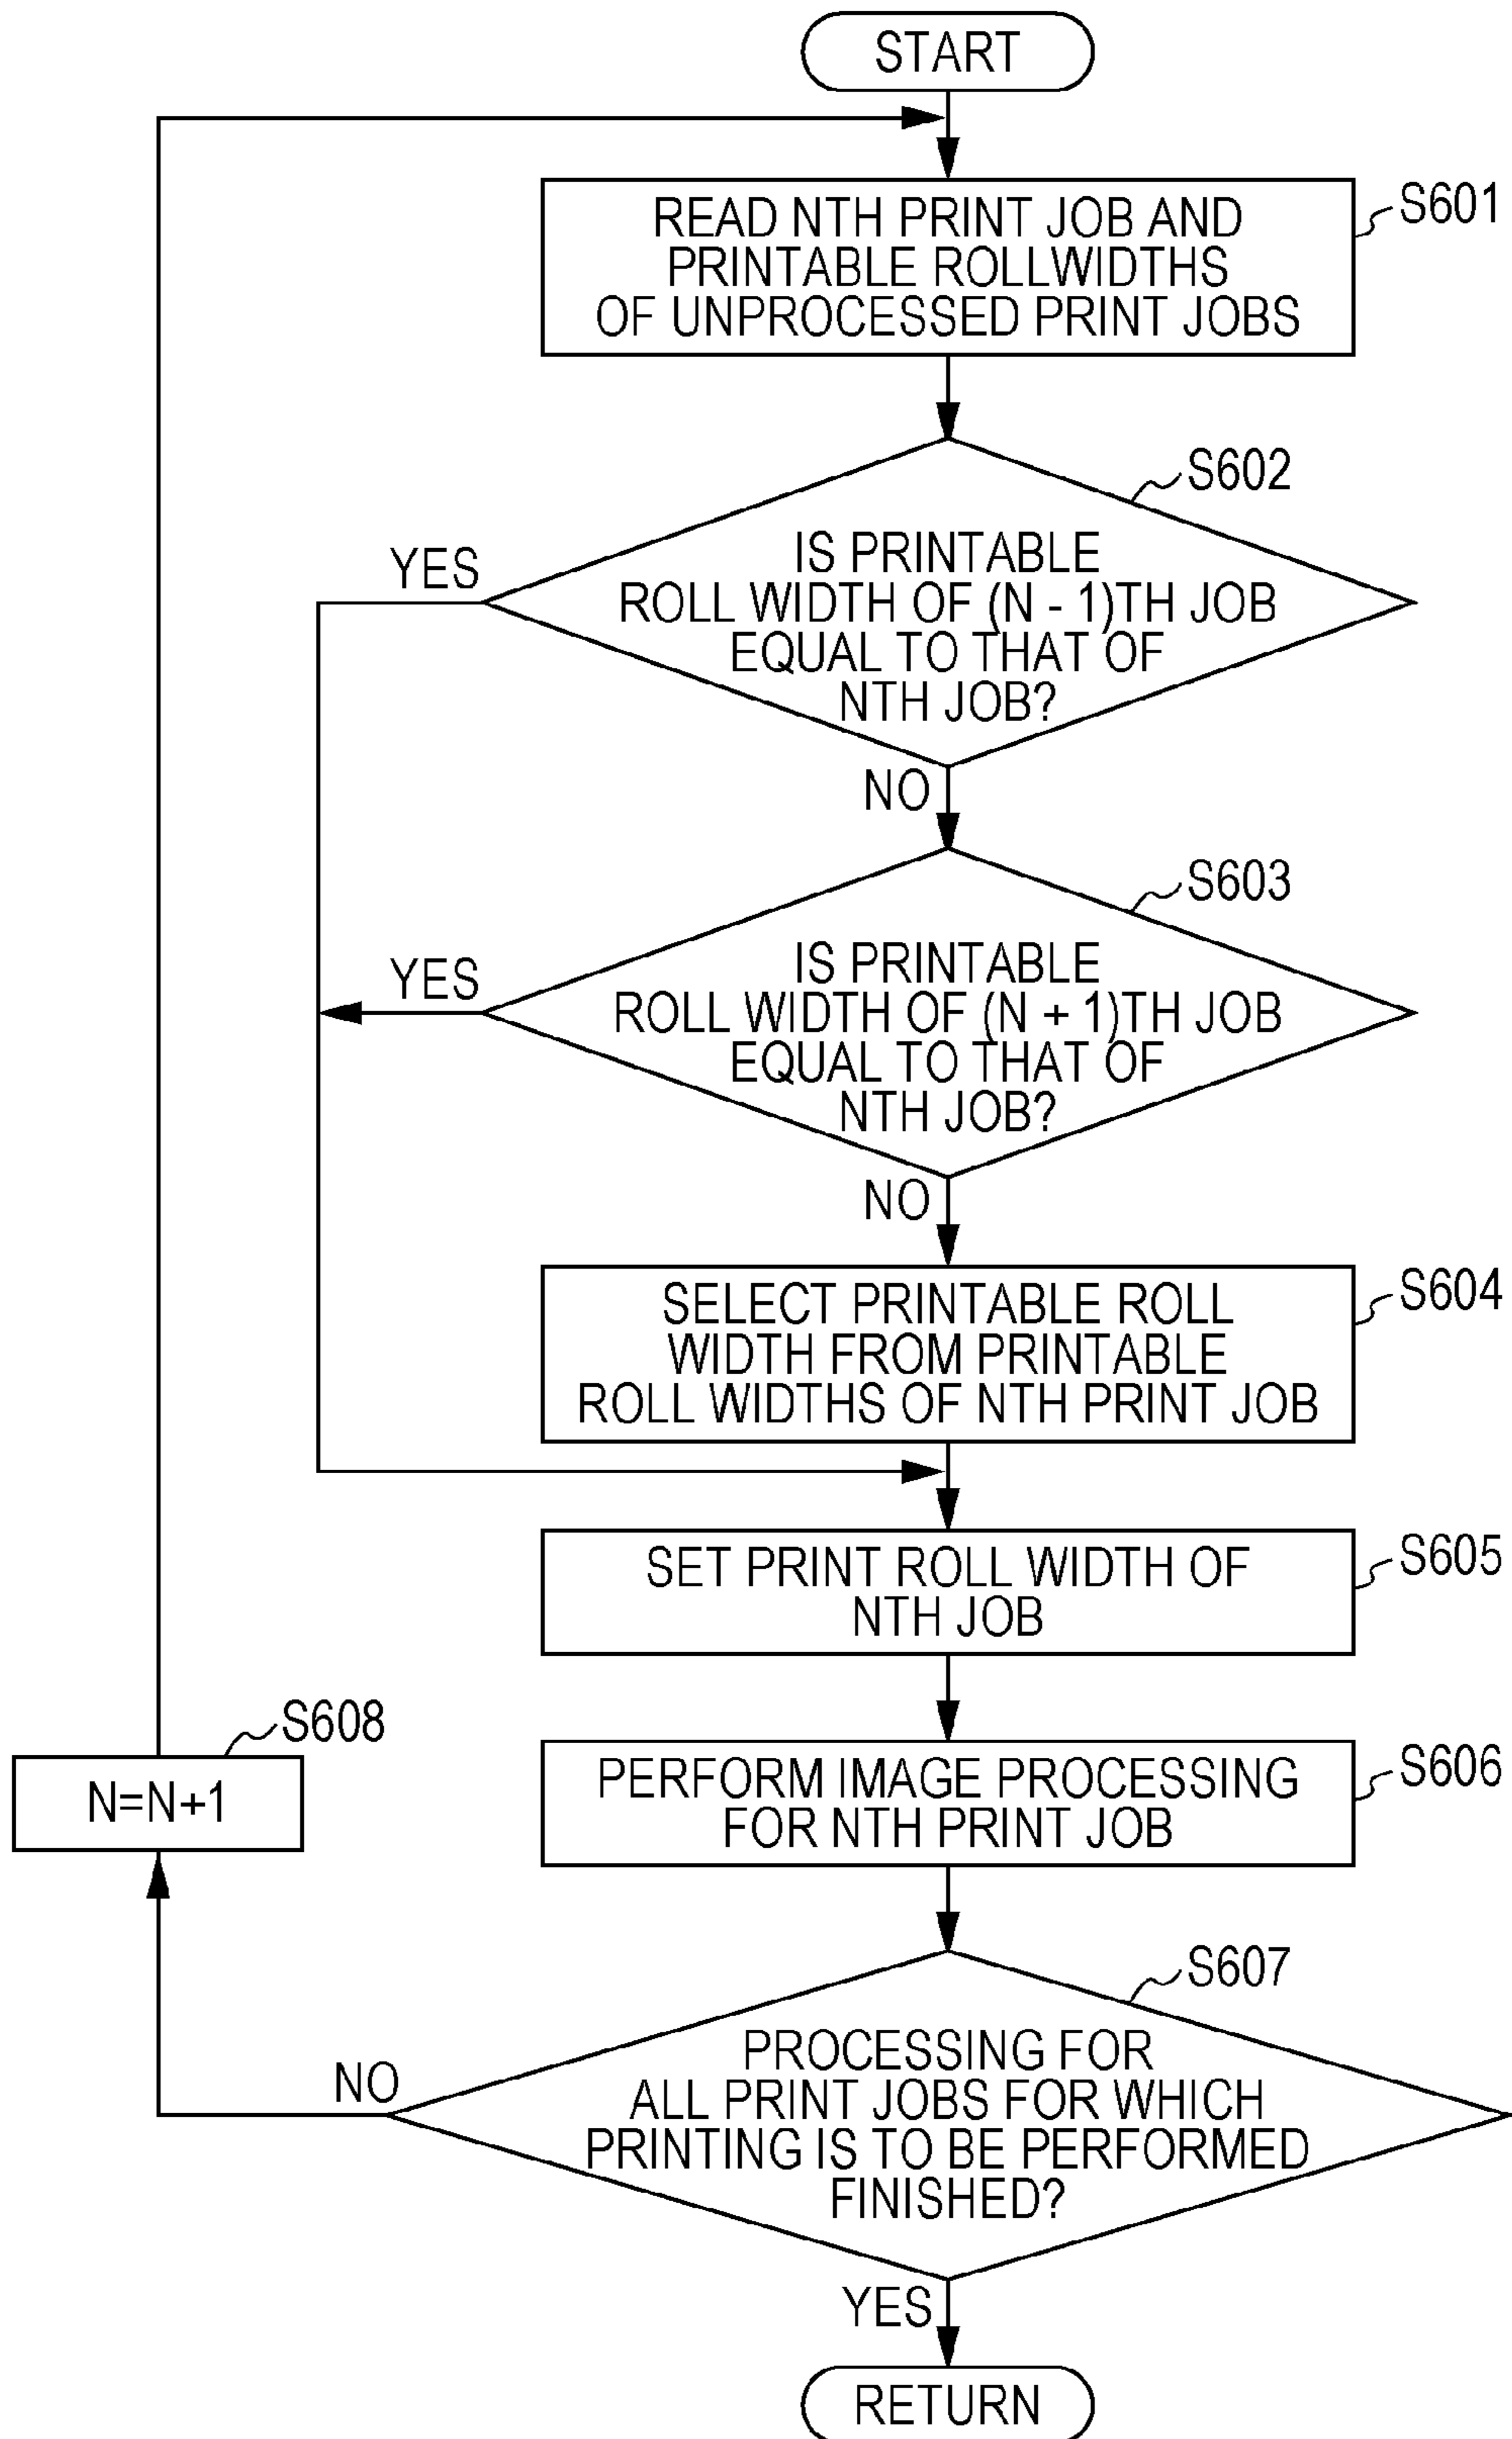 START
READ NTH PRINT JOB AND
PRINTABLE ROLLWIDTHS
OF UNPROCESSED PRINT JOBS
S601
S602
IS PRINTABLE
ROLL WIDTH OF (N - 1)TH JOB
EQUAL TO THAT OF
NTH JOB?
YES
NO
S603
IS PRINTABLE
ROLL WIDTH OF (N + 1)TH JOB
EQUAL TO THAT OF
NTH JOB?
YES
NO
SELECT PRINTABLE ROLL
WIDTH FROM PRINTABLE
ROLL WIDTHS OF NTH PRINT JOB
S604
SET PRINT ROLL WIDTH OF
NTH JOB
S605
PERFORM IMAGE PROCESSING
FOR NTH PRINT JOB
S606
S608
N=N+1
S607
PROCESSING FOR
ALL PRINT JOBS FOR WHICH
PRINTING IS TO BE PERFORMED
FINISHED?
NO
YES
RETURN